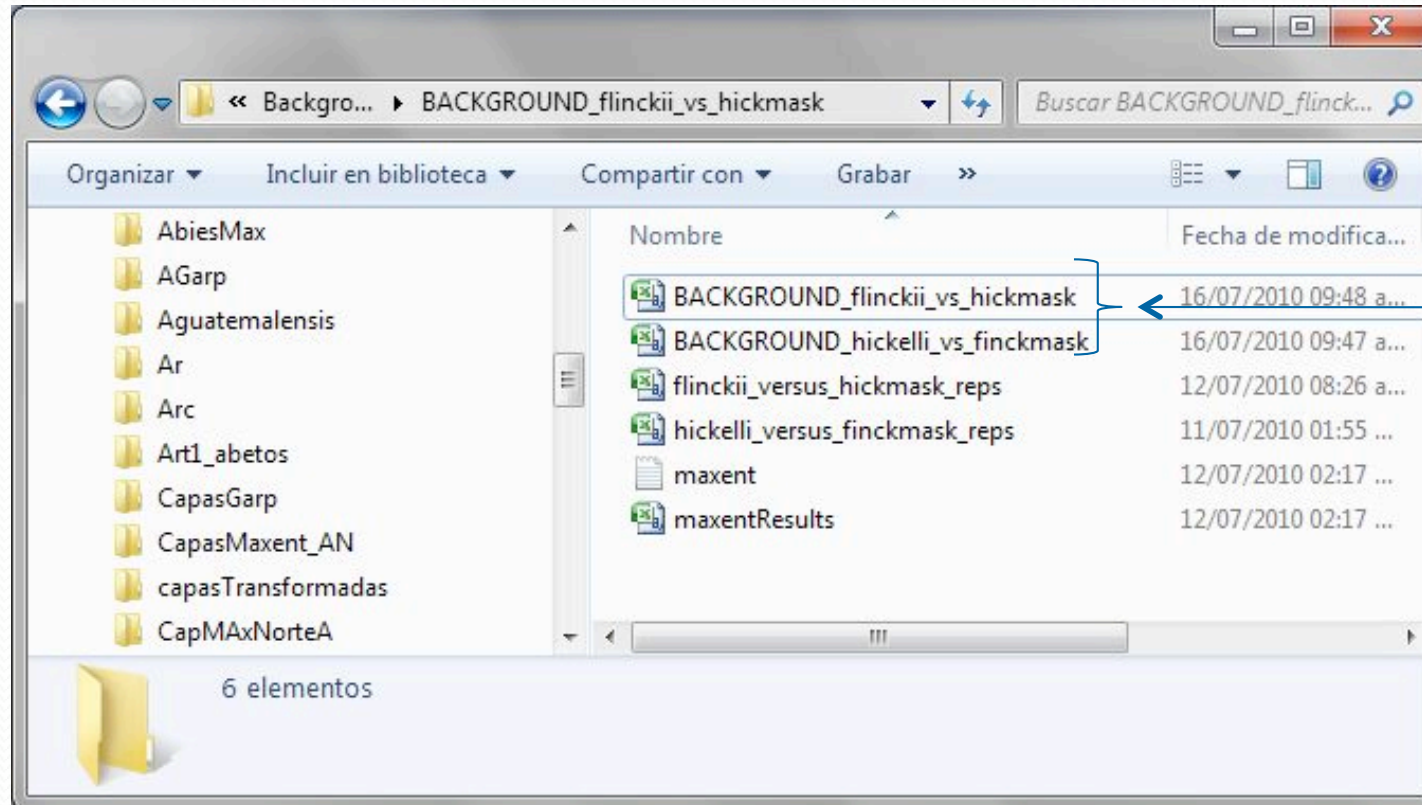 « Backgro... ▸ BACKGROUND_flinckii_vs_hickmask
Buscar BACKGROUND_flinck...
Organizar Incluir en biblioteca Compartir con Grabar »
AbiesMax
AGarp
Aguatemalensis
Ar
Arc
Art1_abetos
CapasGarp
CapasMaxent_AN
capasTransformadas
CapMAxNorteA
Nombre Fecha de modifica...
BACKGROUND_flinckii_vs_hickmask 16/07/2010 09:48 a...
BACKGROUND_hickelli_vs_finckmask 16/07/2010 09:47 a...
flinckii_versus_hickmask_reps 12/07/2010 08:26 a...
hickelli_versus_finckmask_reps 11/07/2010 01:55 ...
maxent 12/07/2010 02:17 ...
maxentResults 12/07/2010 02:17 ...
6 elementos